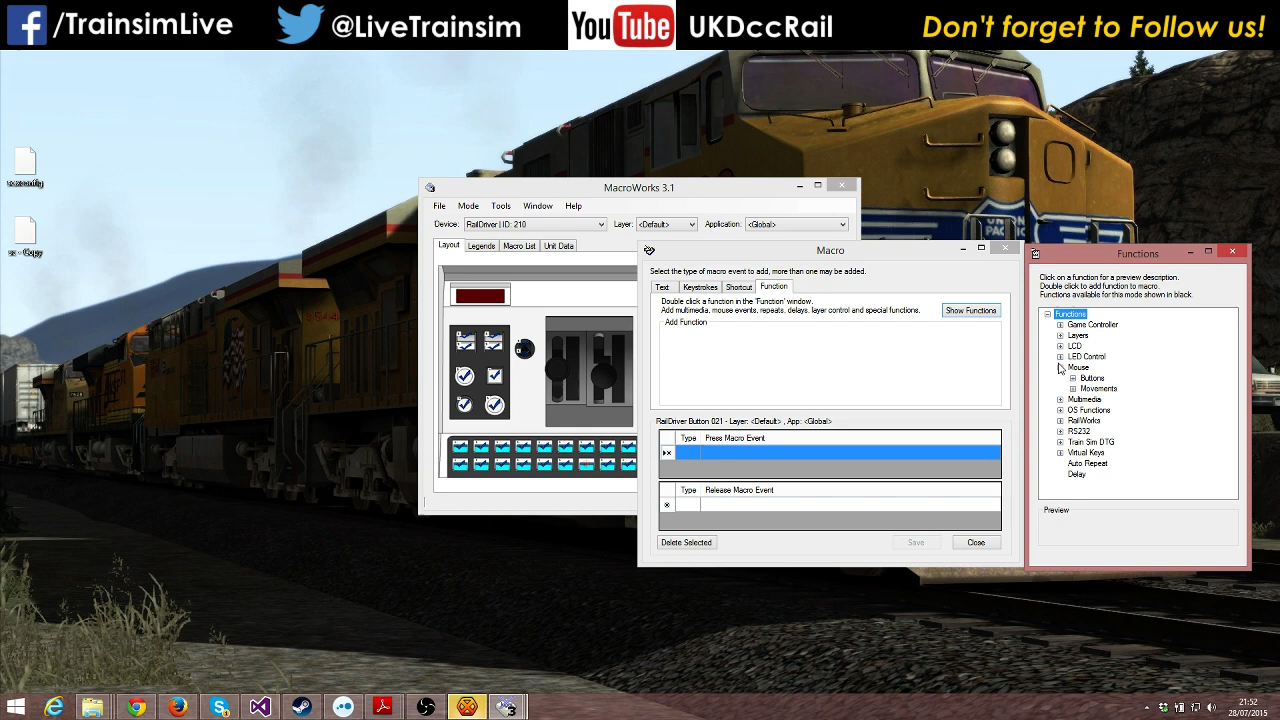 /TrainsimLive @LiveTrainsim YouTube UKDccRail Don't forget to Follow us!
MacroWorks 3.1
File Mode Tools Window Help
Device: RailDriver | ID: 210 Layer: <Default> Application: <Global>
Layout Legends Macro List Unit Data
Macro
Select the type of macro event to add, more than one may be added.
Text Keystrokes Shortcut Function
Double click a function in the 'Function' window.
Add multimedia, mouse events, repeats, delays, layer control and special functions.
Show Functions
Add Function
RailDriver Button 021 - Layer: <Default> , App: <Global>
Type Press Macro Event
Type Release Macro Event
Delete Selected Save Close
Functions
Click on a function for a preview description.
Double click to add function to macro.
Functions available for this mode shown in black.
Functions
Game Controller
Layers
LCD
LED Control
Mouse
Buttons
Movements
Multimedia
OS Functions
RailWorks
RS232
Train Sim DTG
Virtual Keys
Auto Repeat
Delay
Preview
UNION
PACIFIC
21:52
28/07/2015